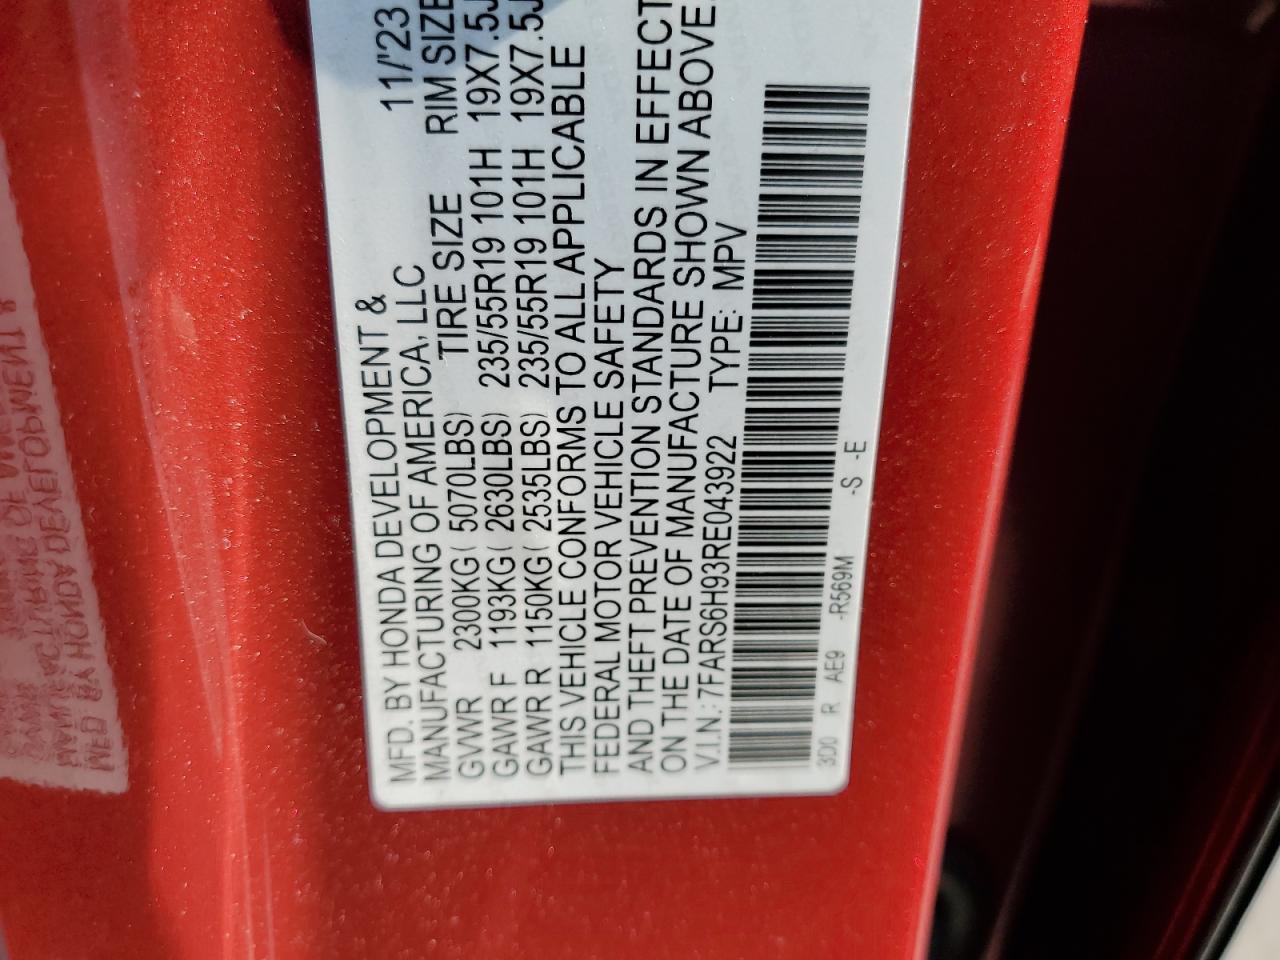 MFD. BY HONDA DEVELOPMENT & 11/'23
MANUFACTURING OF AMERICA, LLC
TIRE SIZE RIM SIZE
GVWR 2300KG( 5070LBS)
GAWR F 1193KG( 2630LBS) 235/55R19 101H 19X7.5J
GAWR R 1150KG( 2535LBS) 235/55R19 101H 19X7.5J
THIS VEHICLE CONFORMS TO ALL APPLICABLE
FEDERAL MOTOR VEHICLE SAFETY
AND THEFT PREVENTION STANDARDS IN EFFECT
ON THE DATE OF MANUFACTURE SHOWN ABOVE
V.I.N.:7FARS6H93RE043922 TYPE: MPV
3D0 R AE9 -R569M -S -E